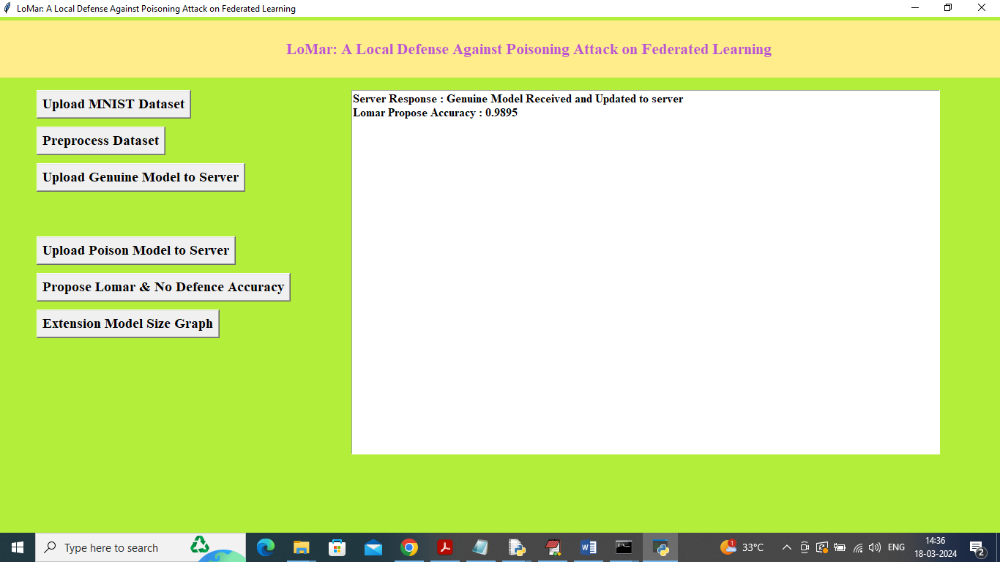 LoMar: A Local Defense Against Poisoning Attack on Federated Learning
LoMar: A Local Defense Against Poisoning Attack on Federated Learning
Upload MNIST Dataset
Preprocess Dataset
Upload Genuine Model to Server
Upload Poison Model to Server
Propose Lomar & No Defence Accuracy
Extension Model Size Graph
Server Response : Genuine Model Received and Updated to server
Lomar Propose Accuracy : 0.9895
Type here to search
1
33°C
ENG
14:36
18-03-2024
2